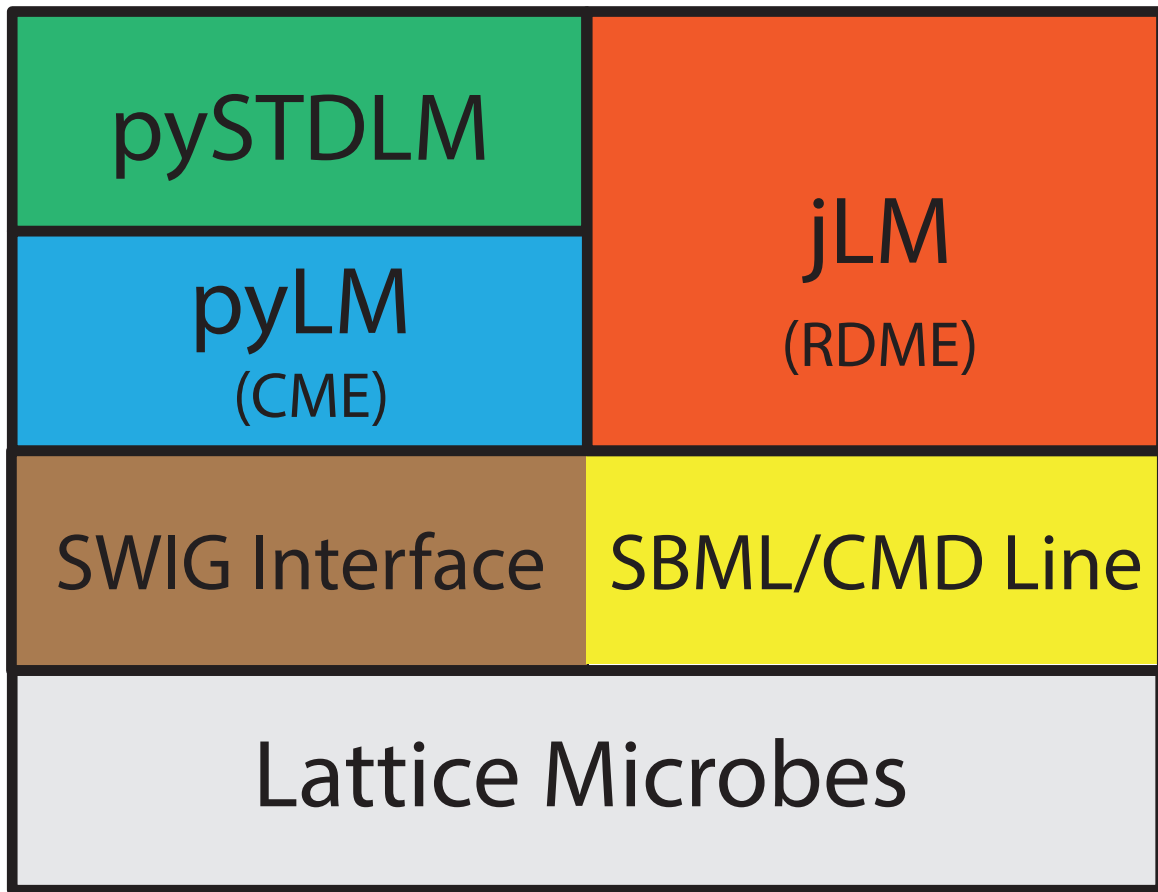 pySTDLM
pyLM
(CME)
jLM
(RDME)
SWIG Interface
SBML/CMD Line
Lattice Microbes